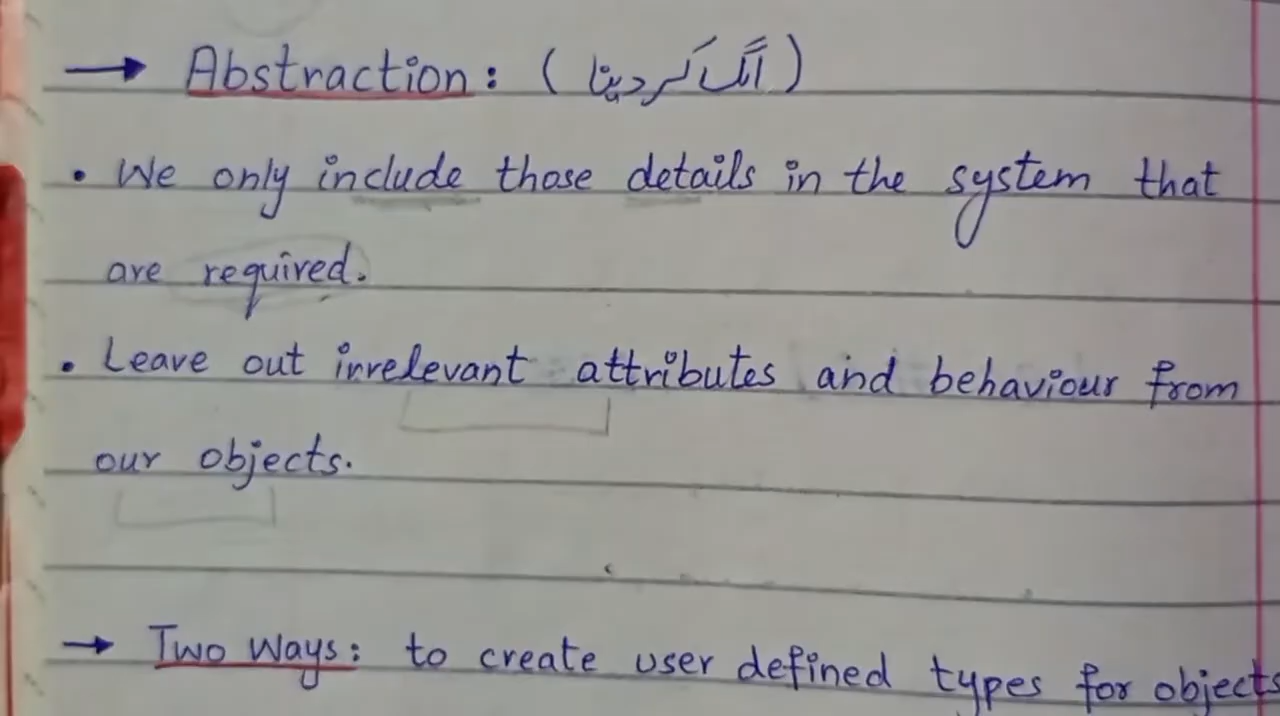 → Abstraction: (الگ کر دینا)
• We only include those details in the system that
are required.
• Leave out irrelevant attributes and behaviour from
our objects.
→ Two Ways: to create user defined types for objects